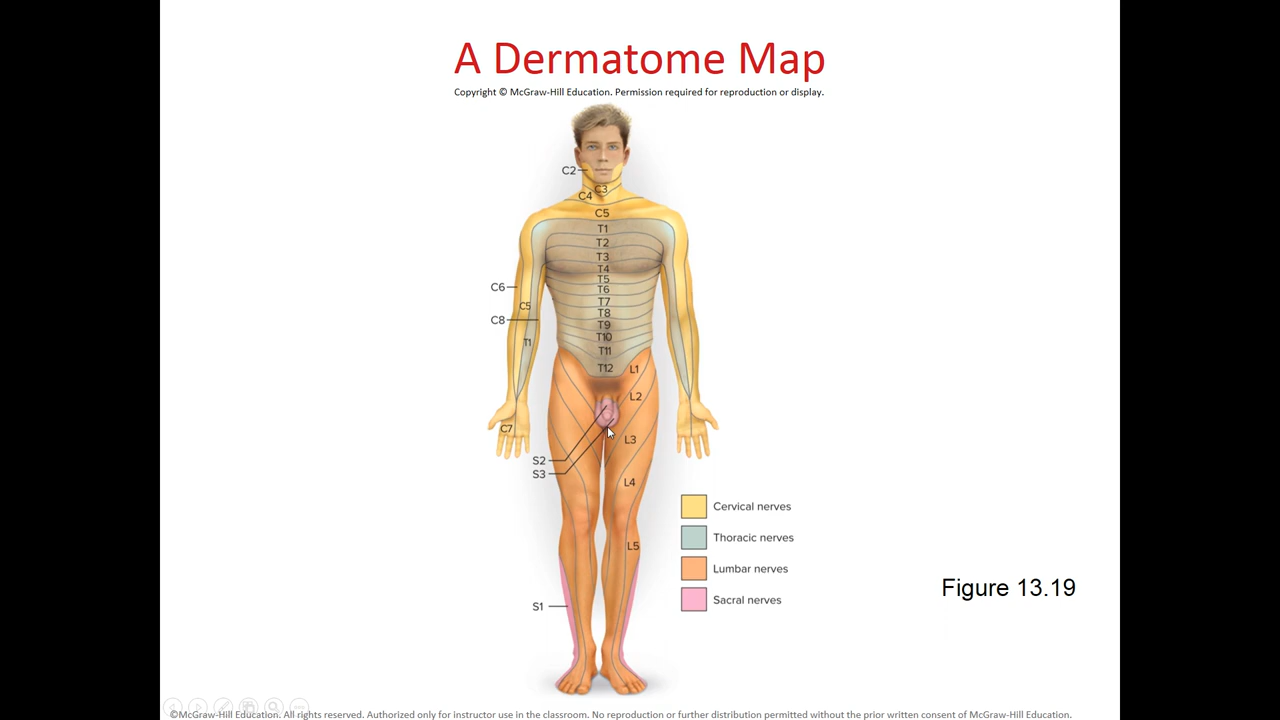 A Dermatome Map
Copyright © McGraw-Hill Education. Permission required for reproduction or display.
C2
C3
C4
C5
T1
T2
T3
T4
T5
T6
T7
T8
T9
T10
T11
T12
C6
C5
C8
T1
C7
L1
L2
L3
L4
L5
S2
S3
S1
Cervical nerves
Thoracic nerves
Lumbar nerves
Sacral nerves
Figure 13.19
©McGraw-Hill Education. All rights reserved. Authorized only for instructor use in the classroom. No reproduction or further distribution permitted without the prior written consent of McGraw-Hill Education.